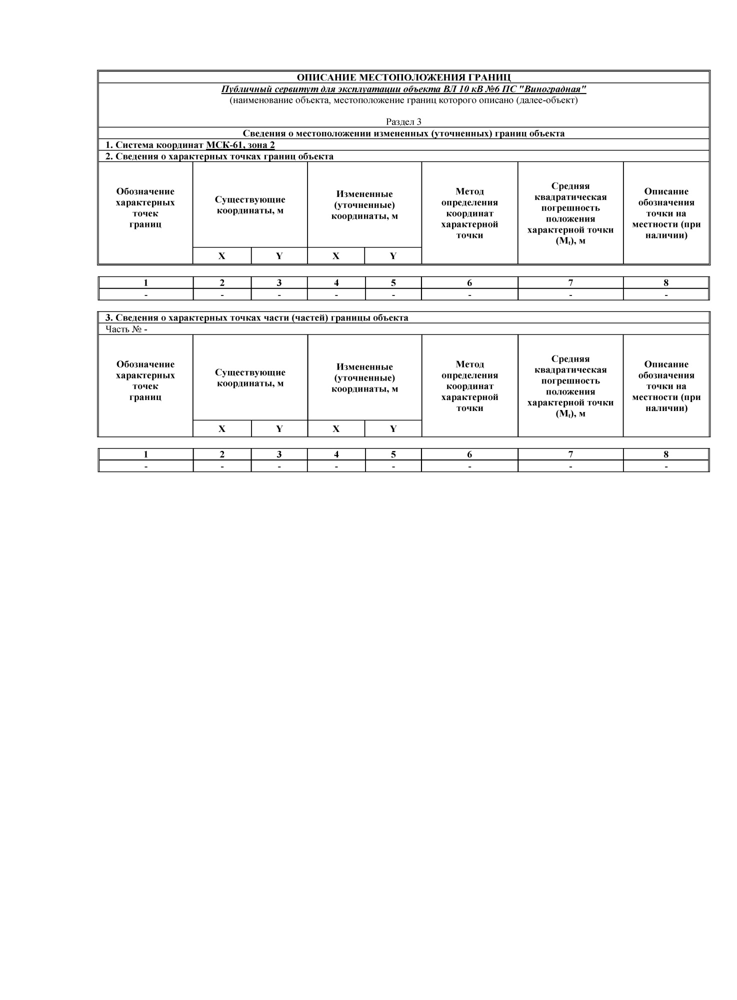 ОПИСАНИЕ МЕСТОПОЛОЖЕНИЯ ГРАНИЦ
Публичный сервитут для эксплуатации объекта ВЛ 10 кВ №6 ПС "Виноградная"
(наименование объекта, местоположение границ которого описано (далее-объект)
Раздел 3
Сведения о местоположении измененных (уточненных) границ объекта
1. Система координат МСК-61, зона 2
2. Сведения о характерных точках границ объекта
Обозначение
характерных
точек
границ
Существующие
координаты, м
Измененные
(уточненные)
координаты, м
Метод
определения
координат
характерной
точки
Средняя
квадратическая
погрешность
положения
характерной точки
(Mt), м
Описание
обозначения
точки на
местности (при
наличии)
X Y X Y
1 2 3 4 5 6 7 8
- - - - - - - -
3. Сведения о характерных точках части (частей) границы объекта
Часть № -
Обозначение
характерных
точек
границ
Существующие
координаты, м
Измененные
(уточненные)
координаты, м
Метод
определения
координат
характерной
точки
Средняя
квадратическая
погрешность
положения
характерной точки
(Mt), м
Описание
обозначения
точки на
местности (при
наличии)
X Y X Y
1 2 3 4 5 6 7 8
- - - - - - - -